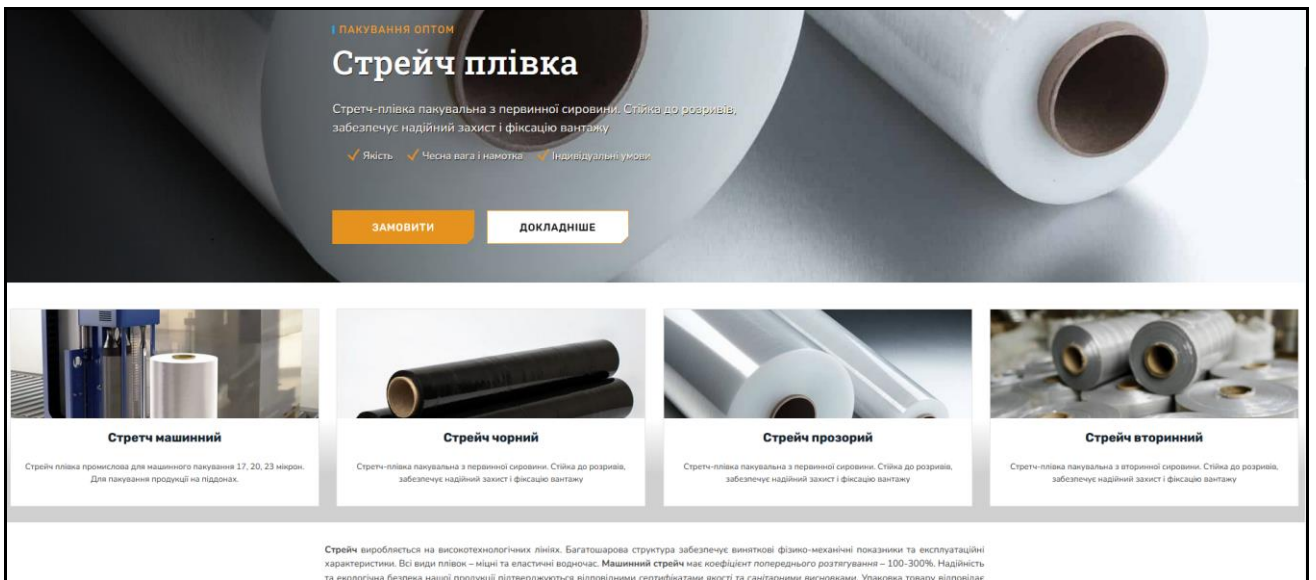 ПАКУВАННЯ ОПТОМ
Стрейч плівка
Стретч-плівка пакувальна з первинної сировини. Стійка до розривів,
забезпечує надійний захист і фіксацію вантажу
Якість Чесна вага і намотка Індивідуальні умови
ЗАМОВИТИ ДОКЛАДНІШЕ
Стретч машинний
Стрейч плівка промислова для машинного пакування 17, 20, 23 мікрон.
Для пакування продукції на піддонах.
Стрейч чорний
Стретч-плівка пакувальна з первинної сировини. Стійка до розривів,
забезпечує надійний захист і фіксацію вантажу
Стрейч прозорий
Стретч-плівка пакувальна з первинної сировини. Стійка до розривів,
забезпечує надійний захист і фіксацію вантажу
Стрейч вторинний
Стретч-плівка пакувальна з вторинної сировини. Стійка до розривів,
забезпечує надійний захист і фіксацію вантажу
Стрейч виробляється на високотехнологічних лініях. Багатошарова структура забезпечує виняткові фізико-механічні показники та експлуатаційні
характеристики. Всі види плівок – міцні та еластичні водночас. Машинний стрейч має коефіцієнт попереднього розтягування – 100-300%. Надійність
та екологічна безпека нашої продукції підтверджуються відповідними сертифікатами якості та санітарними висновками. Упаковка товару відповідає